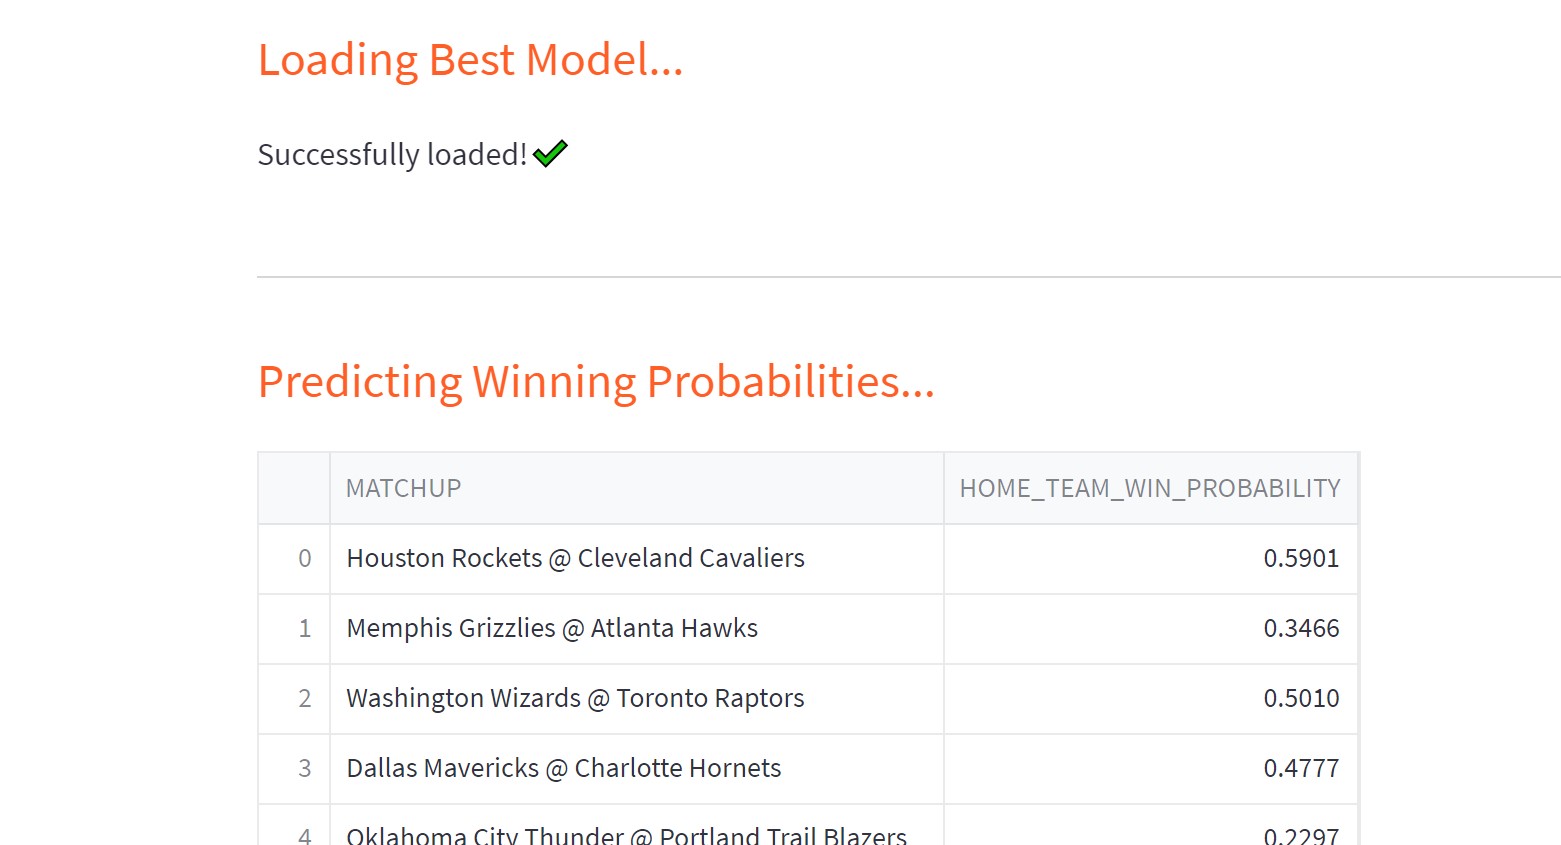 Loading Best Model...
Successfully loaded!
Predicting Winning Probabilities...
MATCHUP HOME_TEAM_WIN_PROBABILITY
0 Houston Rockets @ Cleveland Cavaliers 0.5901
1 Memphis Grizzlies @ Atlanta Hawks 0.3466
2 Washington Wizards @ Toronto Raptors 0.5010
3 Dallas Mavericks @ Charlotte Hornets 0.4777
4 Oklahoma City Thunder @ Portland Trail Blazers 0.2297